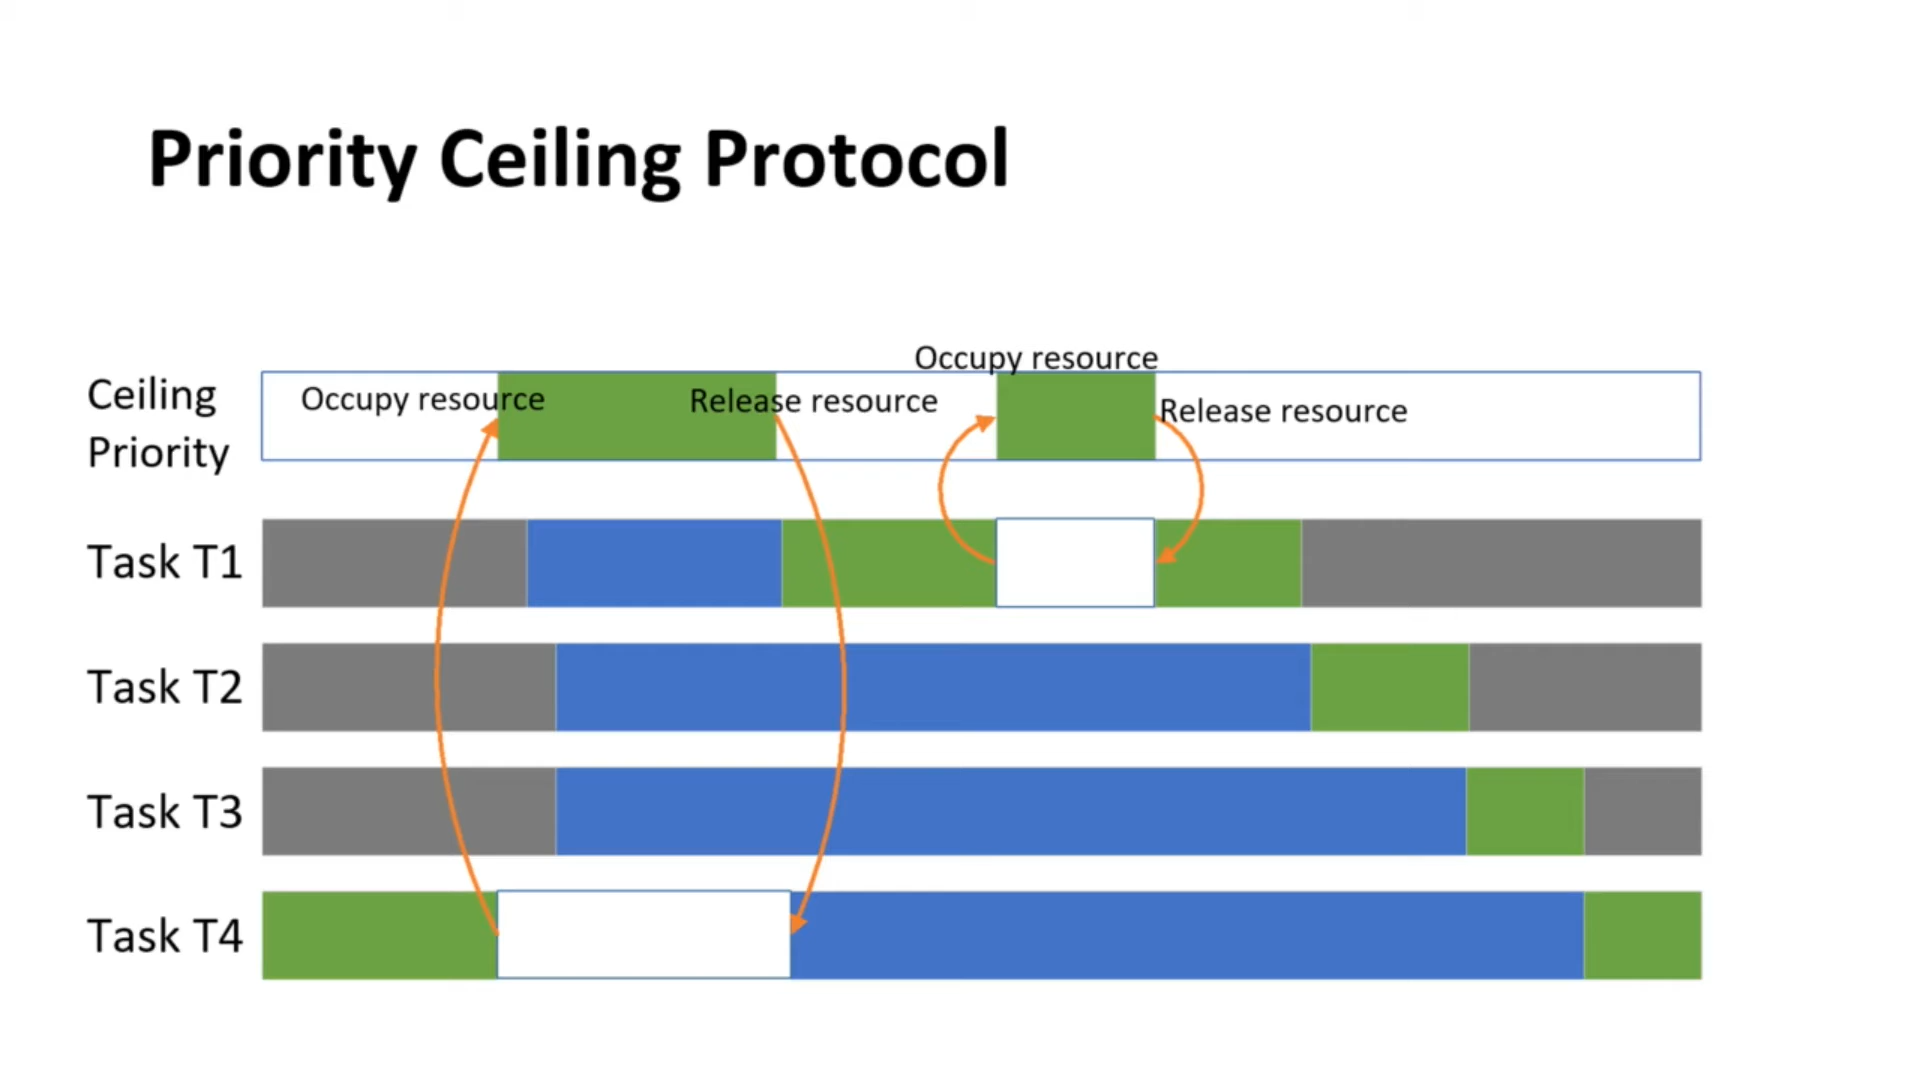 Priority Ceiling Protocol
Occupy resource
Ceiling
Priority
Occupy resource
Release resource
Release resource
Task T1
Task T2
Task T3
Task T4